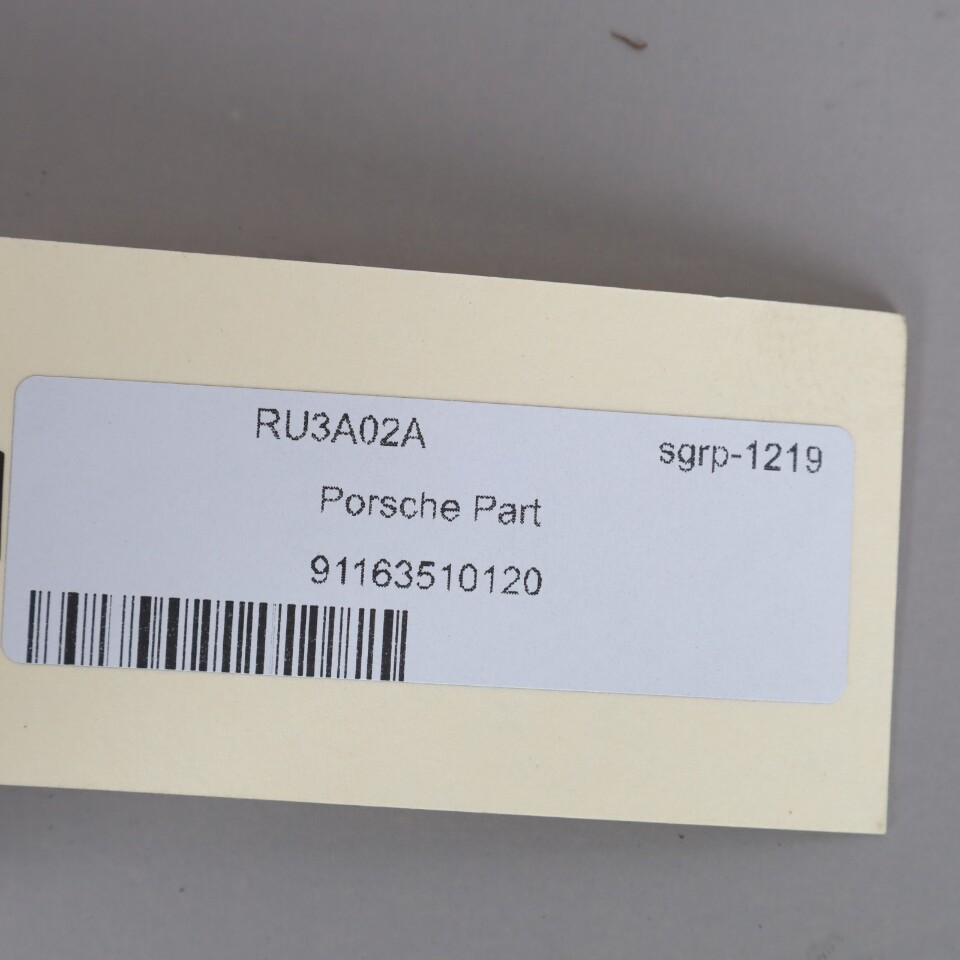 RU3A02A
sgrp-1219
Porsche Part
91163510120